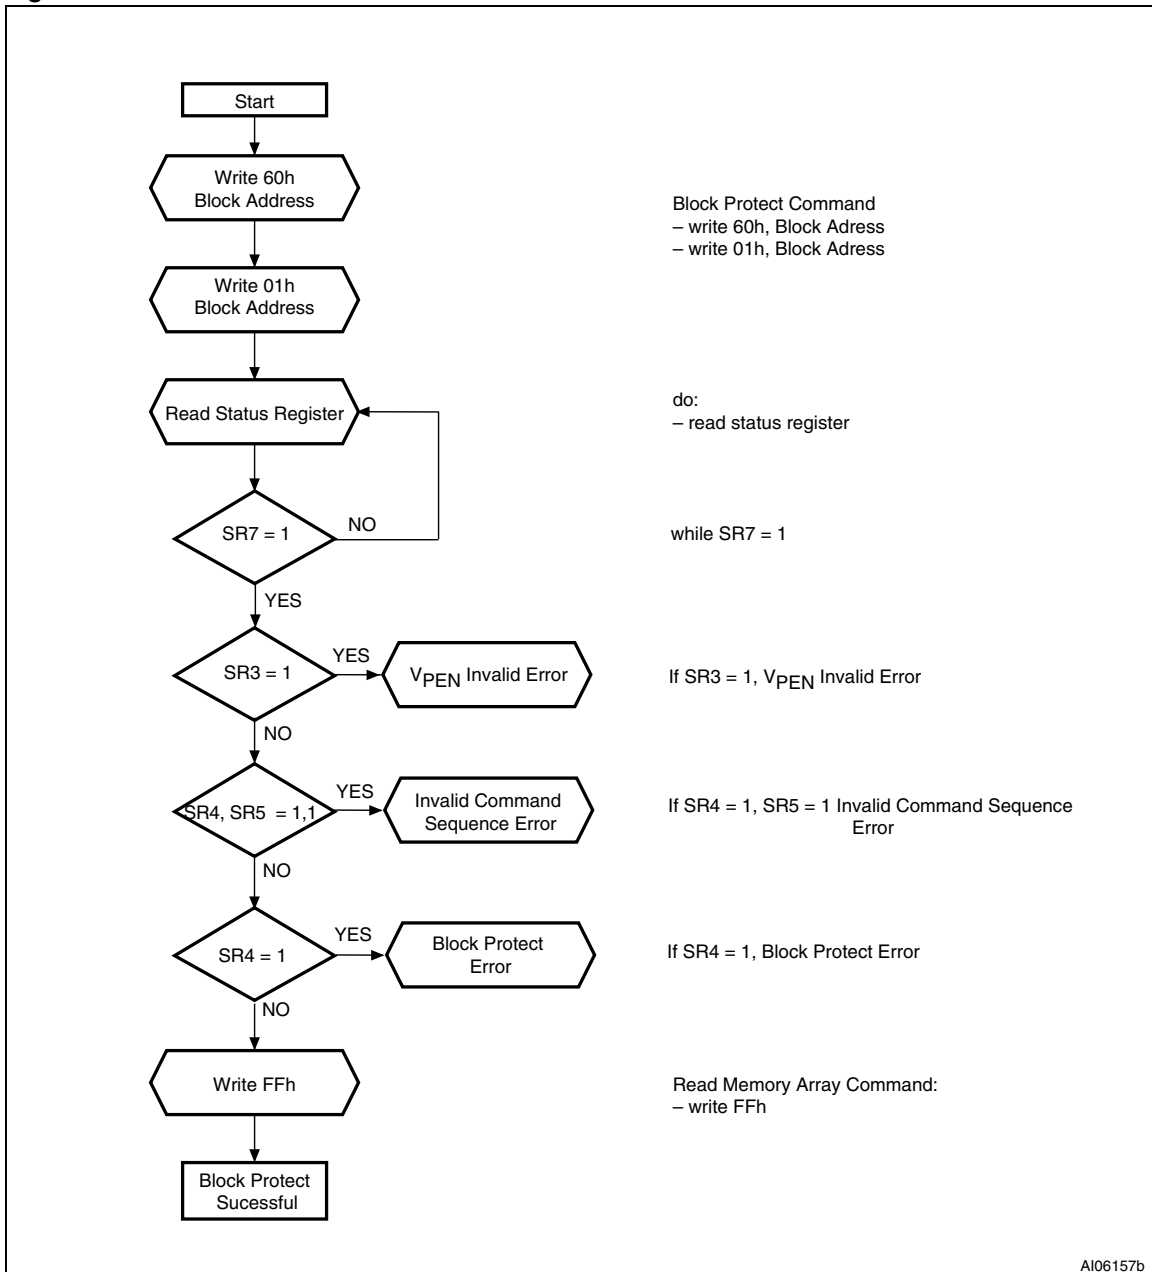 Start
Write 60h
Block Address
Block Protect Command
– write 60h, Block Adress
– write 01h, Block Adress
Write 01h
Block Address
Read Status Register
do:
– read status register
SR7 = 1
NO
while SR7 = 1
YES
SR3 = 1
YES
VPEN Invalid Error
If SR3 = 1, VPEN Invalid Error
NO
SR4, SR5 = 1,1
YES
Invalid Command
Sequence Error
If SR4 = 1, SR5 = 1 Invalid Command Sequence
Error
NO
SR4 = 1
YES
Block Protect
Error
If SR4 = 1, Block Protect Error
NO
Write FFh
Read Memory Array Command:
– write FFh
Block Protect
Sucessful
AI06157b